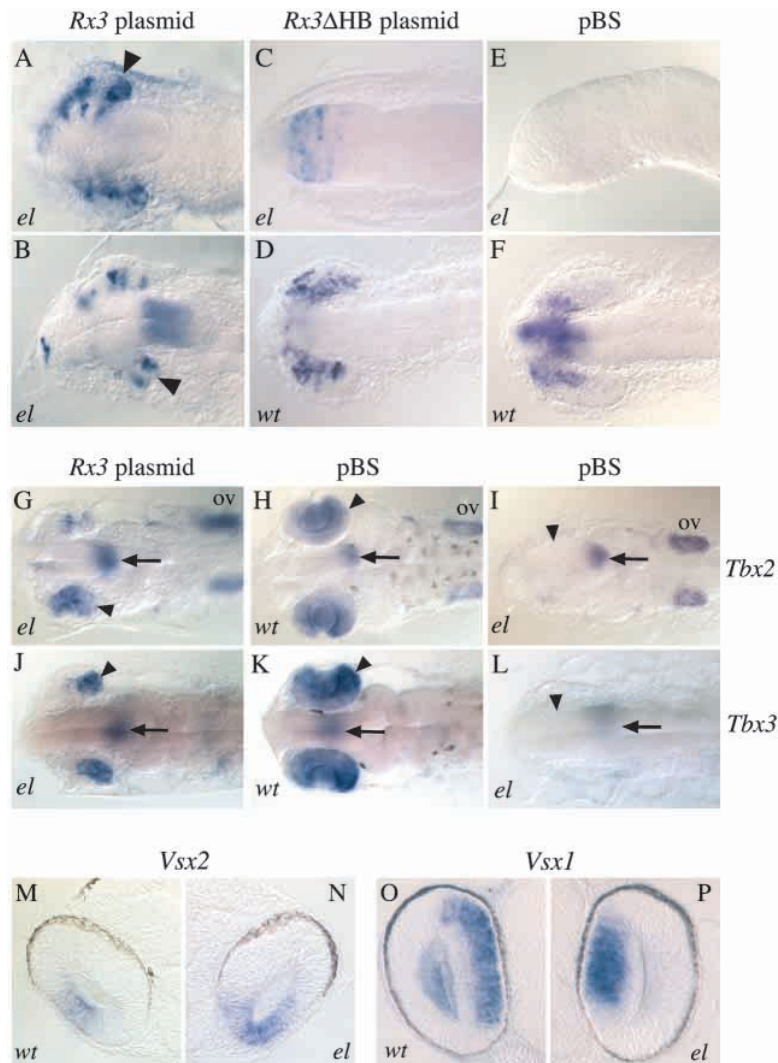 Rx3 plasmid Rx3ΔHB plasmid pBS
A C E
el el el
B D F
el wt wt
Rx3 plasmid pBS pBS
G ov H ov I ov
Tbx2
el wt el
J K L
Tbx3
el wt el
Vsx2 Vsx1
M N O P
wt el wt el